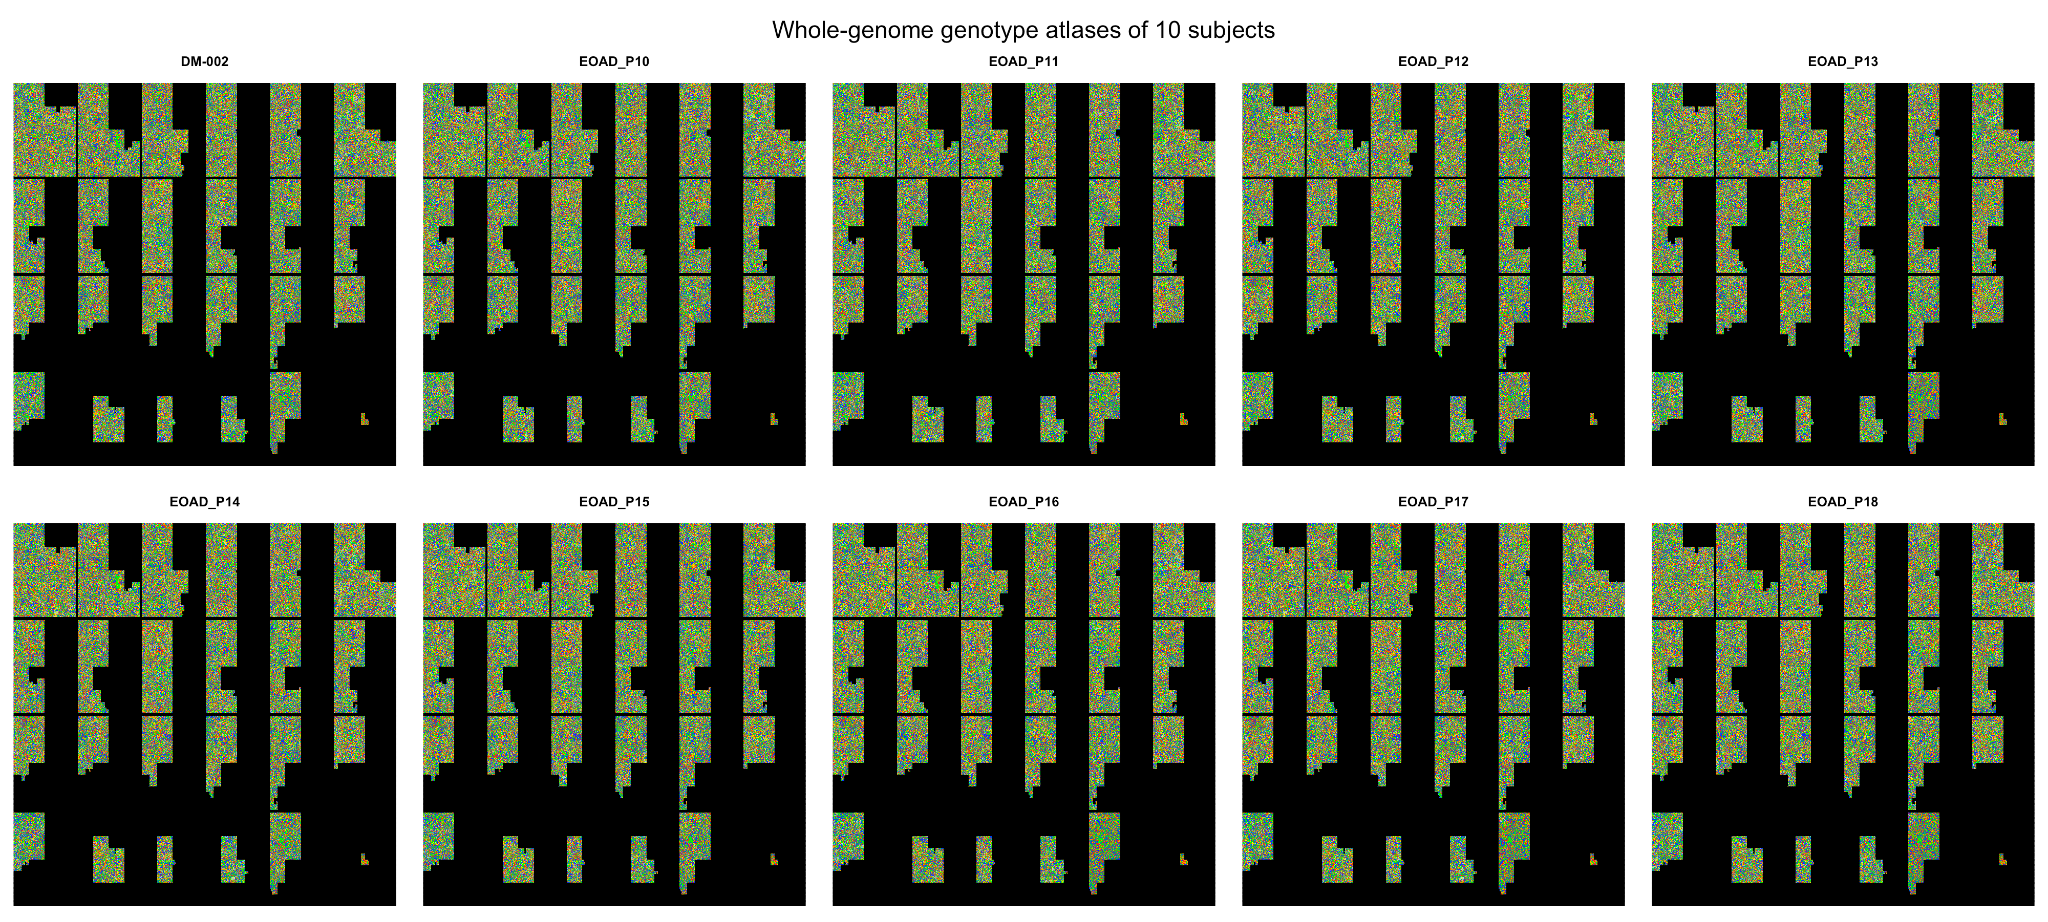 Whole-genome genotype atlases of 10 subjects
DM-002 EOAD_P10 EOAD_P11 EOAD_P12 EOAD_P13
EOAD_P14 EOAD_P15 EOAD_P16 EOAD_P17 EOAD_P18